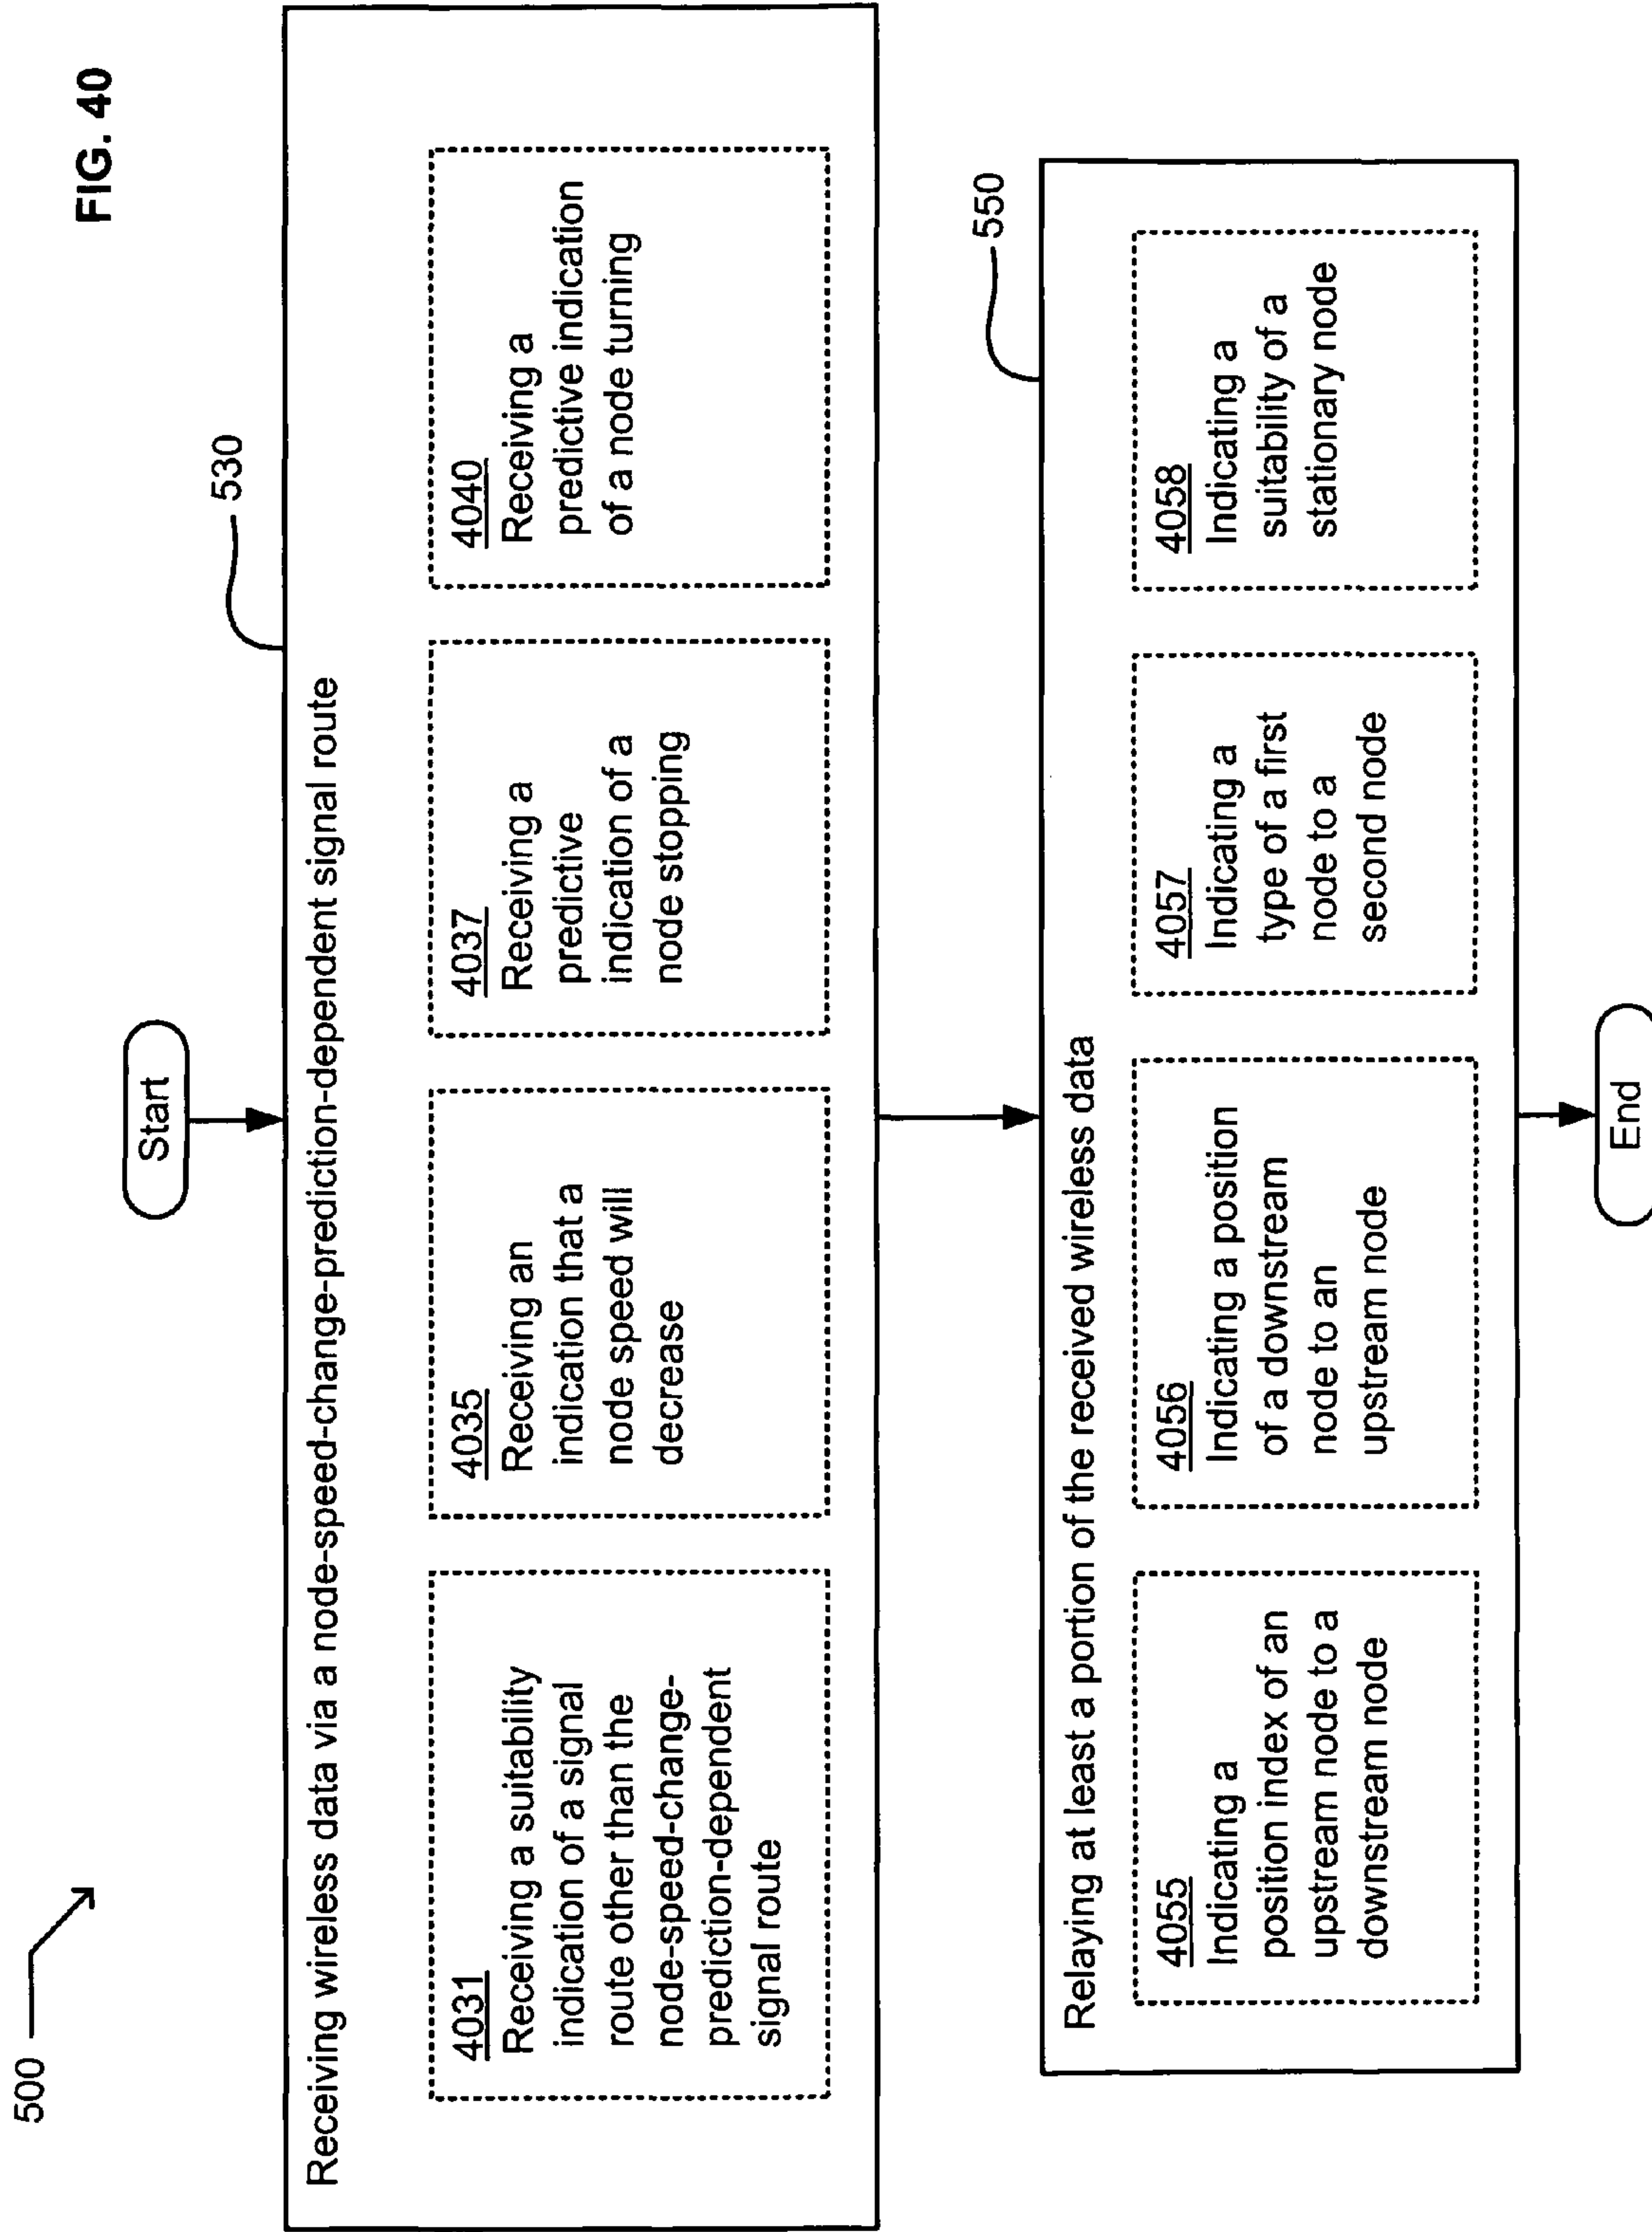 FIG. 40
500
Start
530
Receiving wireless data via a node-speed-change-prediction-dependent signal route
4031
Receiving a suitability
indication of a signal
route other than the
node-speed-change-
prediction-dependent
signal route
4035
Receiving an
indication that a
node speed will
decrease
4037
Receiving a
predictive
indication of a
node stopping
4040
Receiving a
predictive indication
of a node turning
550
Relaying at least a portion of the received wireless data
4055
Indicating a
position index of an
upstream node to a
downstream node
4056
Indicating a position
of a downstream
node to an
upstream node
4057
Indicating a
type of a first
node to a
second node
4058
Indicating a
suitability of a
stationary node
End